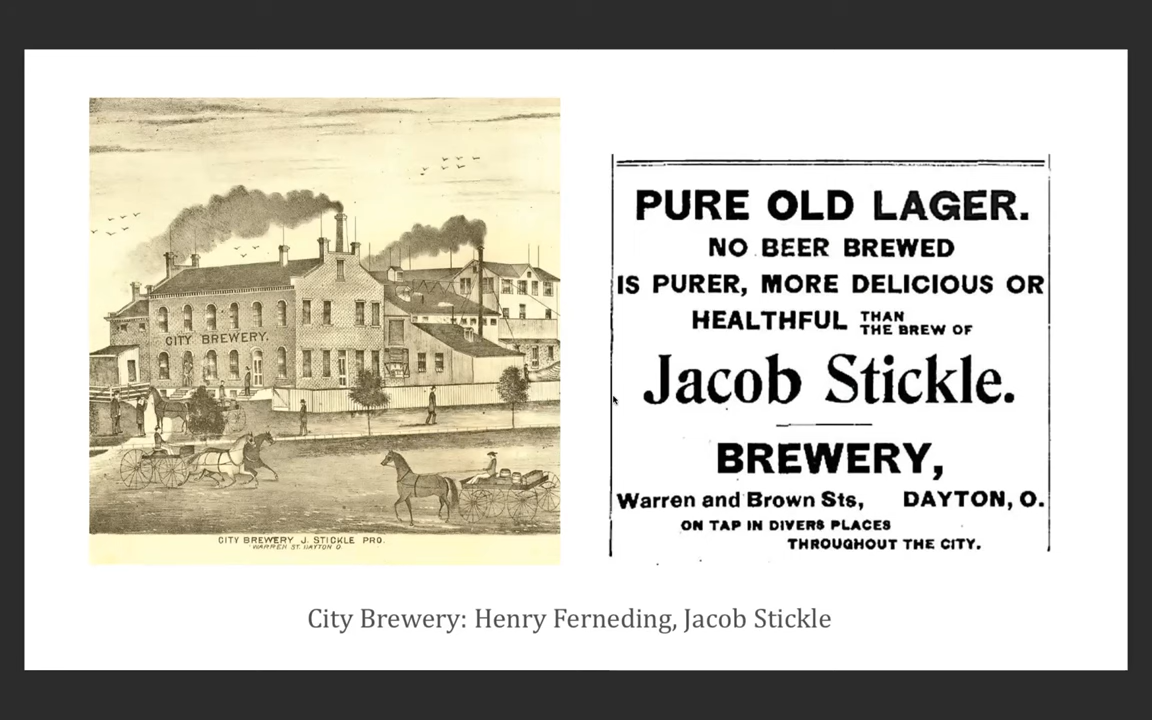 CITY BREWERY.
CITY BREWERY J. STICKLE PRO.
WARREN ST. DAYTON O.
PURE OLD LAGER.
NO BEER BREWED
IS PURER, MORE DELICIOUS OR
HEALTHFUL THAN
THE BREW OF
Jacob Stickle.
BREWERY,
Warren and Brown Sts, DAYTON, O.
ON TAP IN DIVERS PLACES
THROUGHOUT THE CITY.
City Brewery: Henry Ferneding, Jacob Stickle